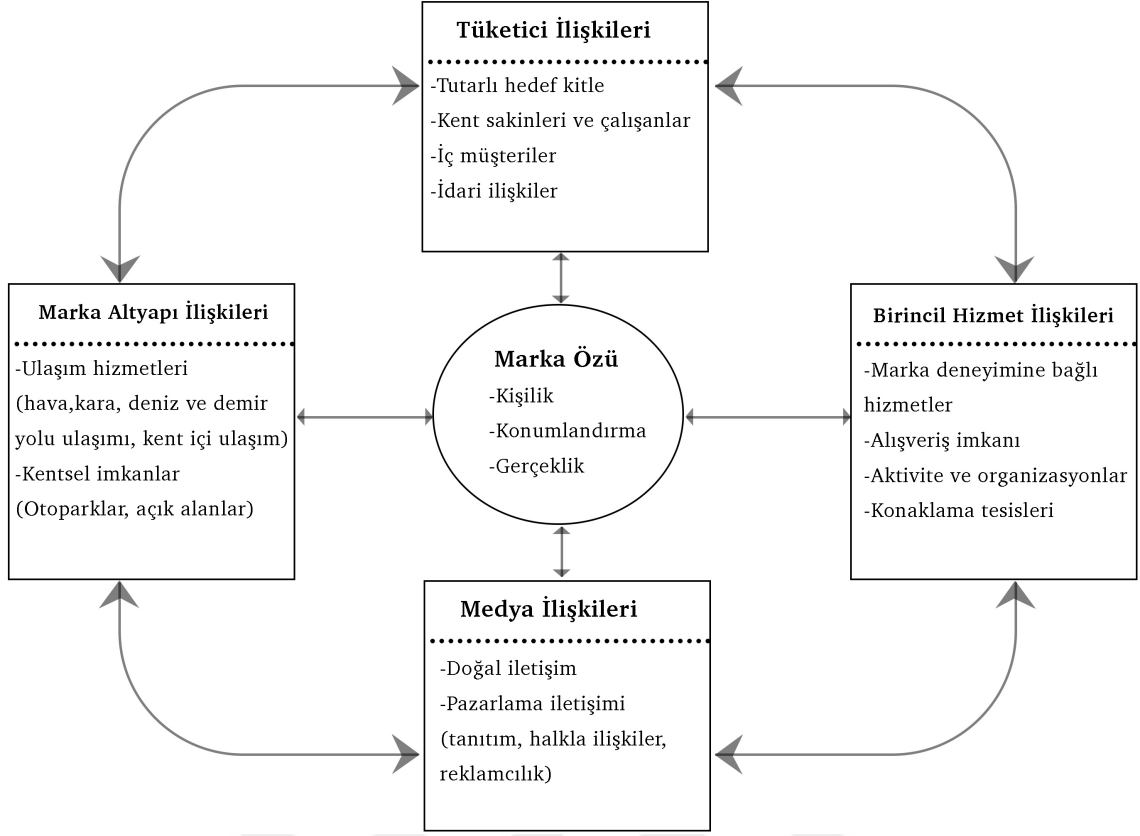 Tüketici İlişkileri
-Tutarlı hedef kitle
-Kent sakinleri ve çalışanlar
-İç müşteriler
-İdari ilişkiler
Marka Altyapı İlişkileri
-Ulaşım hizmetleri
(hava,kara, deniz ve demir
yolu ulaşımı, kent içi ulaşım)
-Kentsel imkanlar
(Otoparklar, açık alanlar)
Marka Özü
-Kişilik
-Konumlandırma
-Gerçeklik
Birincil Hizmet İlişkileri
-Marka deneyimine bağlı
hizmetler
-Alışveriş imkanı
-Aktivite ve organizasyonlar
-Konaklama tesisleri
Medya İlişkileri
-Doğal iletişim
-Pazarlama iletişimi
(tanıtım, halkla ilişkiler,
reklamcılık)